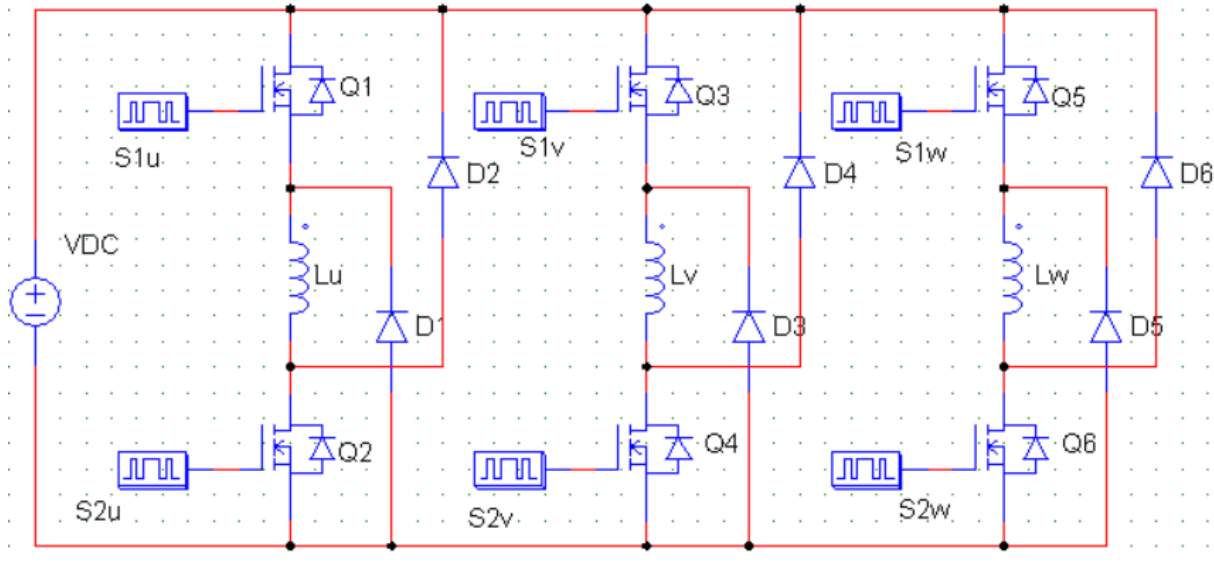 Q1
Q3
Q5
S1u
S1v
S1w
D2
D4
D6
VDC
Lu
Lv
Lw
D1
D3
D5
Q2
Q4
Q6
S2u
S2v
S2w